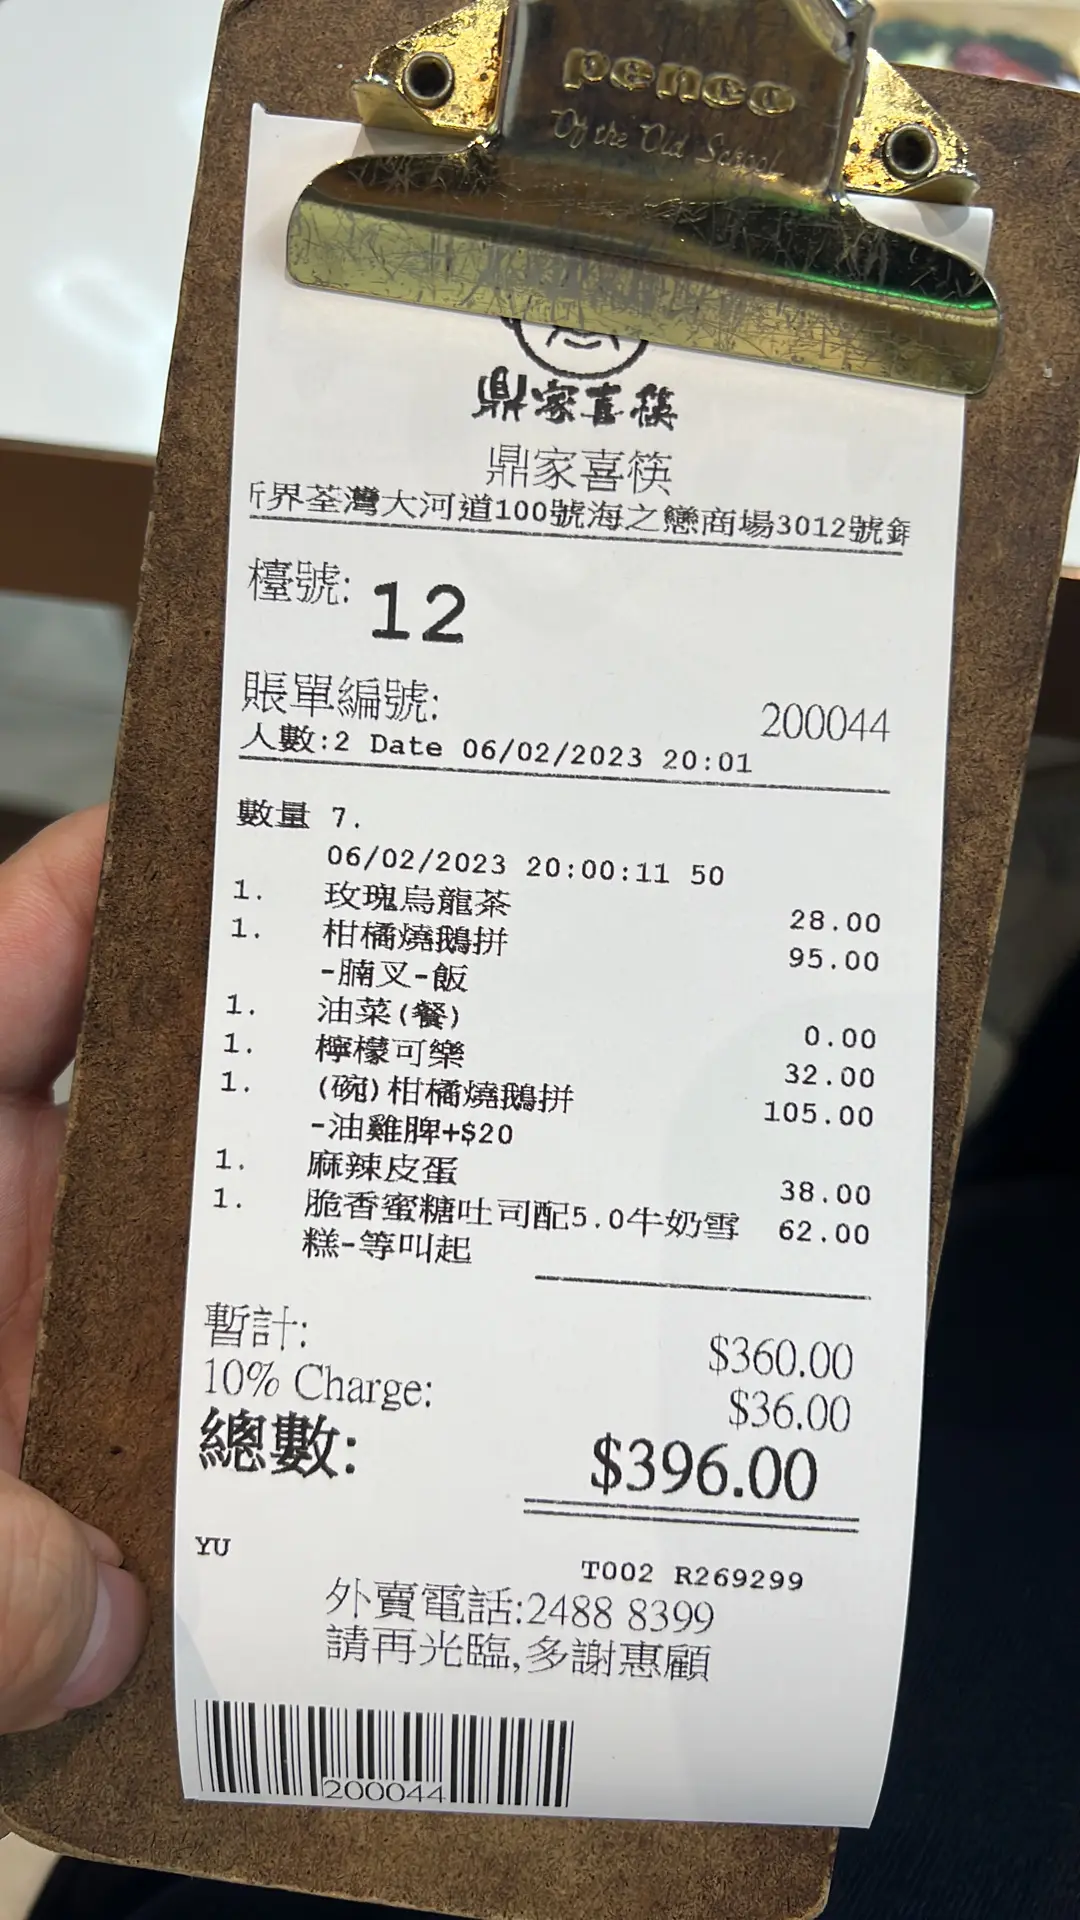 penco
Of the Old School
鼎家喜筷
鼎家喜筷
界荃灣大河道100號海之戀商場3012號
檯號: 12
賬單編號: 200044
人數:2 Date 06/02/2023 20:01
數量 7.
06/02/2023 20:00:11 50
1. 玫瑰烏龍茶 28.00
1. 柑橘燒鵝拼 95.00
-腩叉-飯
1. 油菜(餐) 0.00
1. 檸檬可樂 32.00
1. (碗)柑橘燒鵝拼 105.00
-油雞脾+$20
1. 麻辣皮蛋 38.00
1. 脆香蜜糖吐司配5.0牛奶雪 62.00
糕-等叫起
暫計: $360.00
10% Charge: $36.00
總數: $396.00
YU
T002 R269299
外賣電話:2488 8399
請再光臨,多謝惠顧
200044